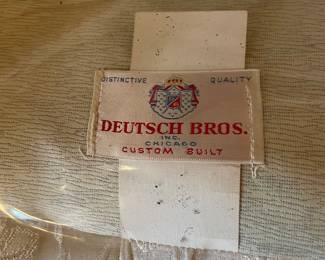 DISTINCTIVE QUALITY
DEUTSCH BROS.
INC.
CHICAGO
CUSTOM BUILT